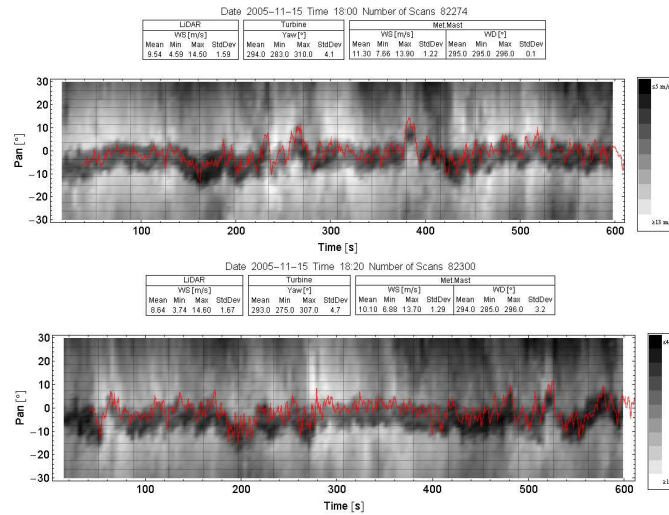 Date 2005-11-15 Time 18:00 Number of Scans 82274
LiDAR Turbine Met.Mast
WS [m/s] Yaw [°] WS [m/s] WD [°]
Mean Min Max StdDev Mean Min Max StdDev Mean Min Max StdDev Mean Min Max StdDev
9.54 4.59 14.50 1.59 294.0 283.0 310.0 4.1 11.30 7.66 13.90 1.22 295.0 295.0 296.0 0.1
Pan [°]
30
20
10
0
-10
-20
-30
≤5 m/s
≥13 m/
100 200 300 400 500 600
Time [s]
Date 2005-11-15 Time 18:20 Number of Scans 82300
LiDAR Turbine Met.Mast
WS [m/s] Yaw [°] WS [m/s] WD [°]
Mean Min Max StdDev Mean Min Max StdDev Mean Min Max StdDev Mean Min Max StdDev
8.64 3.74 14.60 1.67 293.0 275.0 307.0 4.7 10.10 6.88 13.70 1.29 294.0 285.0 296.0 3.2
Pan [°]
30
20
10
0
-10
-20
-30
≤4
≥1
100 200 300 400 500 600
Time [s]